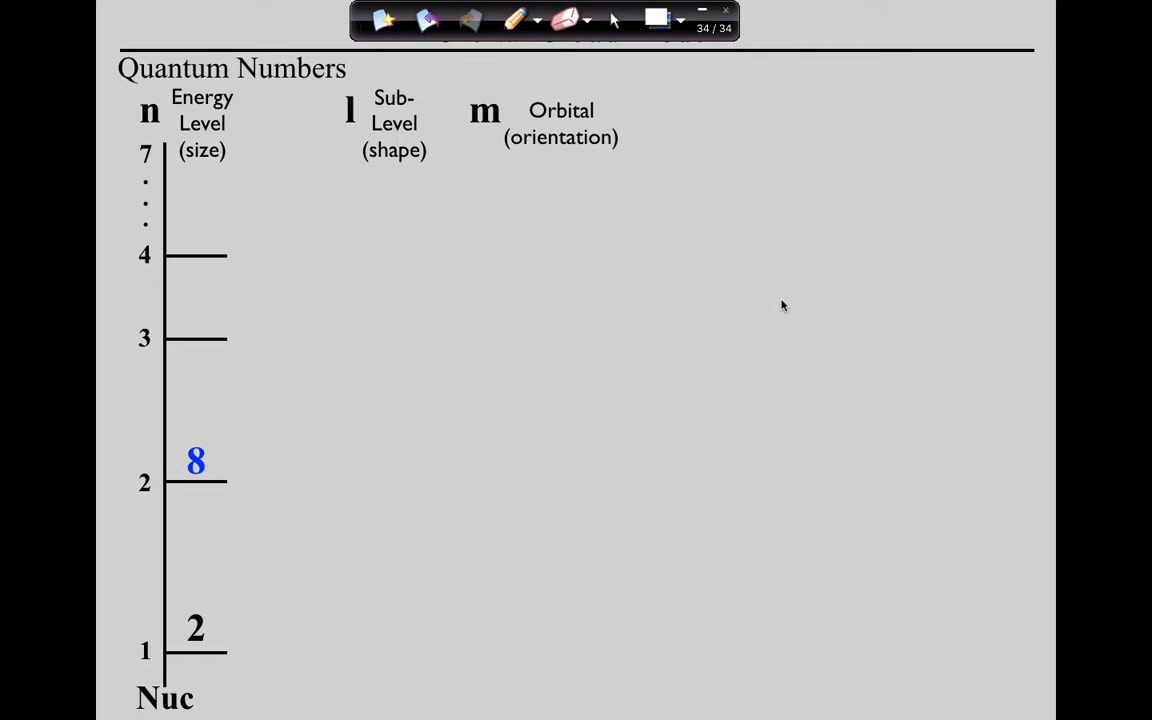 34 / 34
Quantum Numbers
n Energy Level (size)
l Sub-Level (shape)
m Orbital (orientation)
7
.
.
.
4
3
8
2
2
1
Nuc